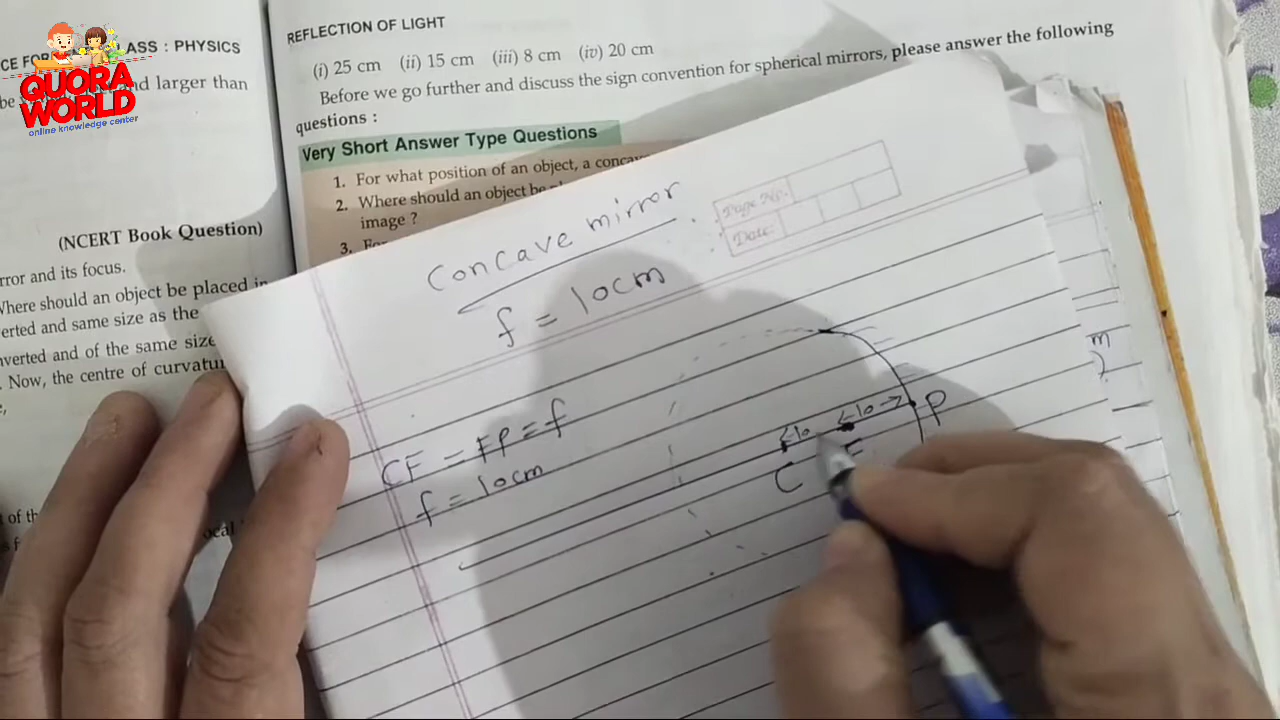 QUORA
WORLD
online knowledge center
CE FOR
LASS : PHYSICS
nd larger than
(NCERT Book Question)
rror and its focus.
Where should an object be placed in
erted and same size as the
nverted and of the same size
. Now, the centre of curvatu
REFLECTION OF LIGHT
(i) 25 cm (ii) 15 cm (iii) 8 cm (iv) 20 cm
Before we go further and discuss the sign convention for spherical mirrors, please answer the following
questions :
Very Short Answer Type Questions
1. For what position of an object, a conca
2. Where should an object be
image ?
3. Fo
Page No.
Date:
Concave mirror
f = 10cm
CF = FP = f
f = 10cm
<10
<10->
P
C
F